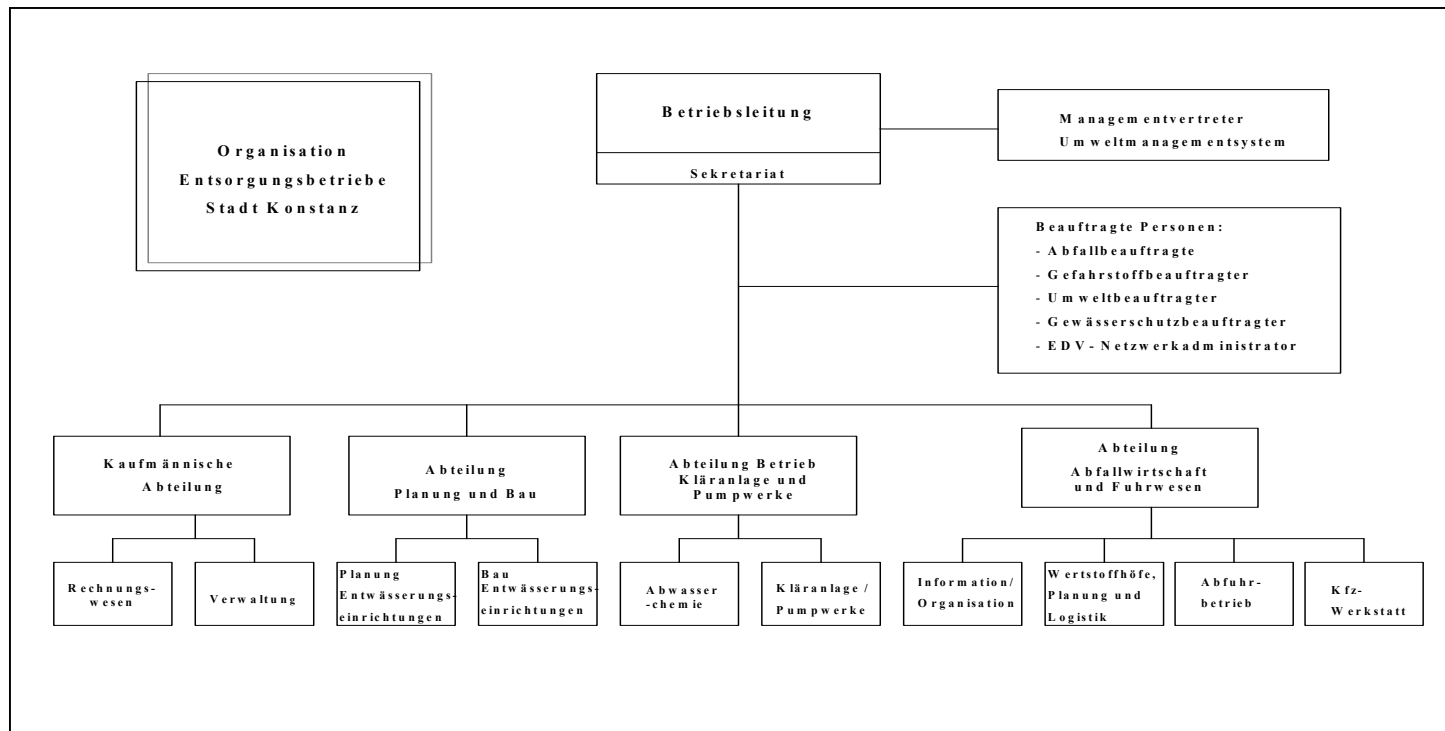 Organisation
Entsorgungsbetriebe
Stadt Konstanz
Betriebsleitung
Sekretariat
Managementvertreter
Umweltmanagementsystem
Beauftragte Personen:
- Abfallbeauftragte
- Gefahrstoffbeauftragter
- Umweltbeauftragter
- Gewässerschutzbeauftragter
- EDV- Netzwerkadministrator
Kaufmännische
Abteilung
Abteilung
Planung und Bau
Abteilung Betrieb
Kläranlage und
Pumpwerke
Abteilung
Abfallwirtschaft
und Fuhrwesen
Rechnungs-
wesen
Verwaltung
Planung
Entwässerungs-
einrichtungen
Bau
Entwässerungs-
einrichtungen
Abwasser
-chemie
Kläranlage /
Pumpwerke
Information/
Organisation
Wertstoffhöfe,
Planung und
Logistik
Abfuhr-
betrieb
Kfz-
Werkstatt